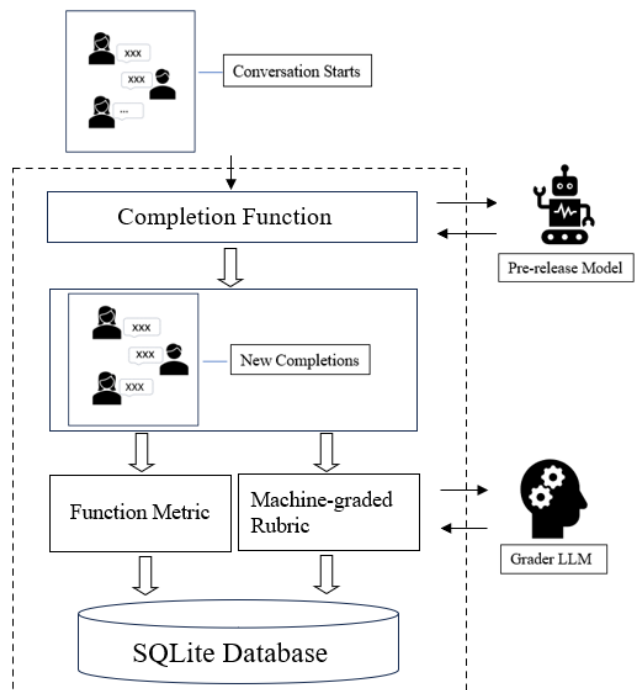 xxx
xxx
...
Conversation Starts
Completion Function
Pre-release Model
xxx
xxx
xxx
New Completions
Function Metric
Machine-graded
Rubric
Grader LLM
SQLite Database